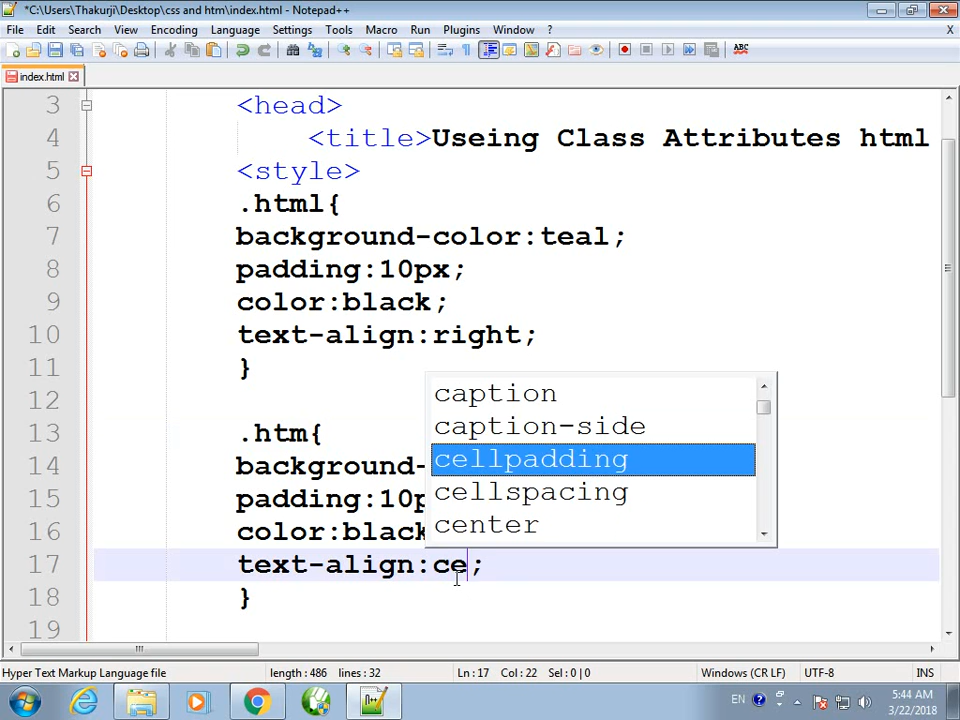 *C:\Users\Thakurji\Desktop\css and htm\index.html - Notepad++
File Edit Search View Encoding Language Settings Tools Macro Run Plugins Window ? X
ABC
index.html
3 <head>
4 <title>Useing Class Attributes html
5 <style>
6 .html{
7 background-color:teal;
8 padding:10px;
9 color:black;
10 text-align:right;
11 }
12
13 .htm{
14 background-
15 padding:10p
16 color:black
17 text-align:ce;
18 }
19
caption
caption-side
cellpadding
cellspacing
center
Hyper Text Markup Language file length : 486 lines : 32 Ln : 17 Col : 22 Sel : 0 | 0 Windows (CR LF) UTF-8 INS
EN
5:44 AM
3/22/2018